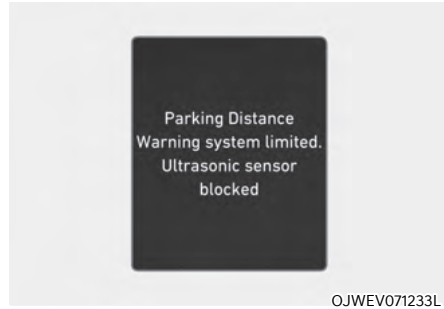 Parking Distance
Warning system limited.
Ultrasonic sensor
blocked
OJWEV071233L